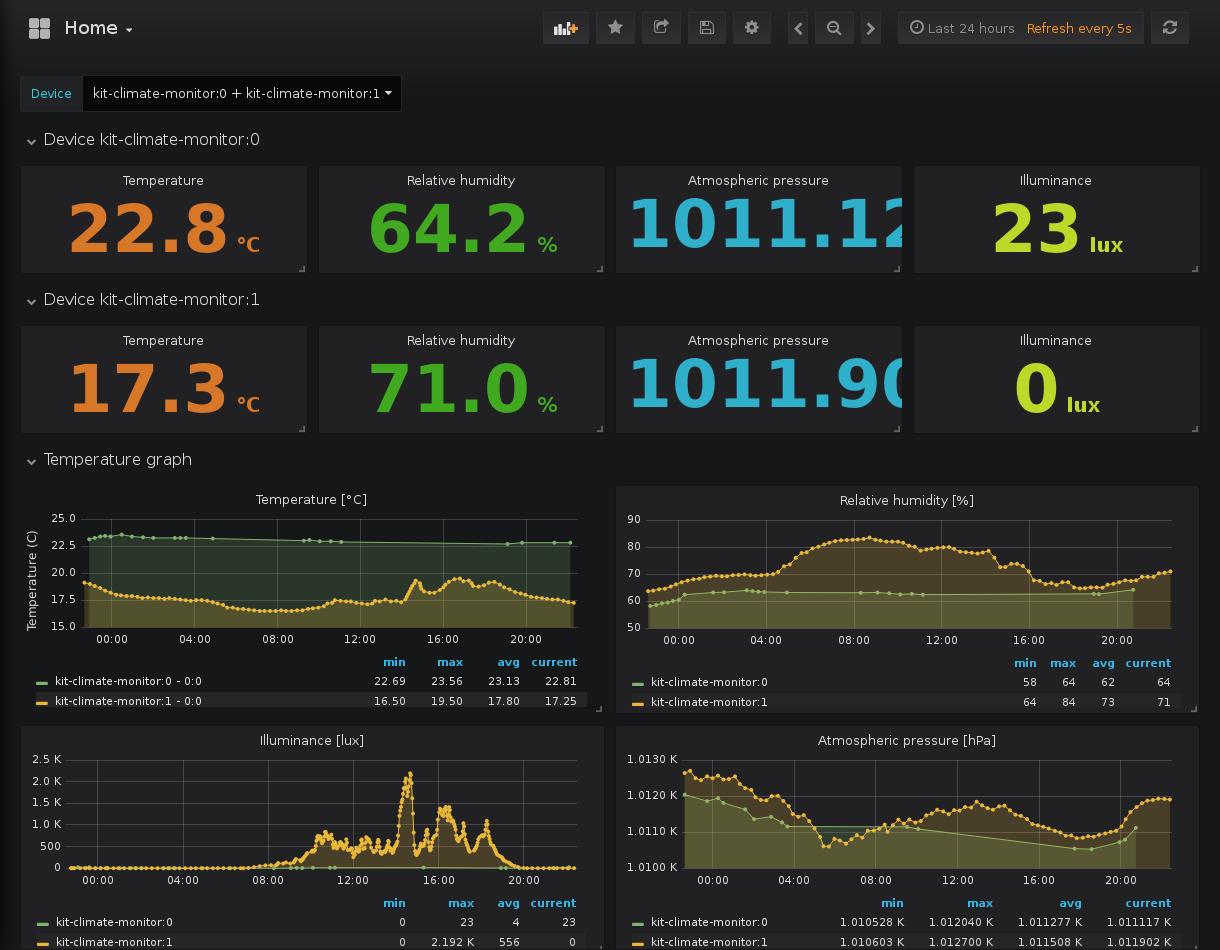 Home
Last 24 hours Refresh every 5s
Device kit-climate-monitor:0 + kit-climate-monitor:1
Device kit-climate-monitor:0
Temperature Relative humidity Atmospheric pressure Illuminance
22.8 °C 64.2 % 1011.12 23 lux
Device kit-climate-monitor:1
Temperature Relative humidity Atmospheric pressure Illuminance
17.3 °C 71.0 % 1011.90 0 lux
Temperature graph
Temperature [°C]
Temperature (C)
25.0
22.5
20.0
17.5
15.0
00:00 04:00 08:00 12:00 16:00 20:00
min max avg current
kit-climate-monitor:0 - 0:0 22.69 23.56 23.13 22.81
kit-climate-monitor:1 - 0:0 16.50 19.50 17.80 17.25
Relative humidity [%]
90
80
70
60
50
00:00 04:00 08:00 12:00 16:00 20:00
min max avg current
kit-climate-monitor:0 58 64 62 64
kit-climate-monitor:1 64 84 73 71
Illuminance [lux]
2.5 K
2.0 K
1.5 K
1.0 K
500
0
00:00 04:00 08:00 12:00 16:00 20:00
min max avg current
kit-climate-monitor:0 0 23 4 23
kit-climate-monitor:1 0 2.192 K 556 0
Atmospheric pressure [hPa]
1.0130 K
1.0120 K
1.0110 K
1.0100 K
00:00 04:00 08:00 12:00 16:00 20:00
min max avg current
kit-climate-monitor:0 1.010528 K 1.012040 K 1.011277 K 1.011117 K
kit-climate-monitor:1 1.010603 K 1.012700 K 1.011508 K 1.011902 K